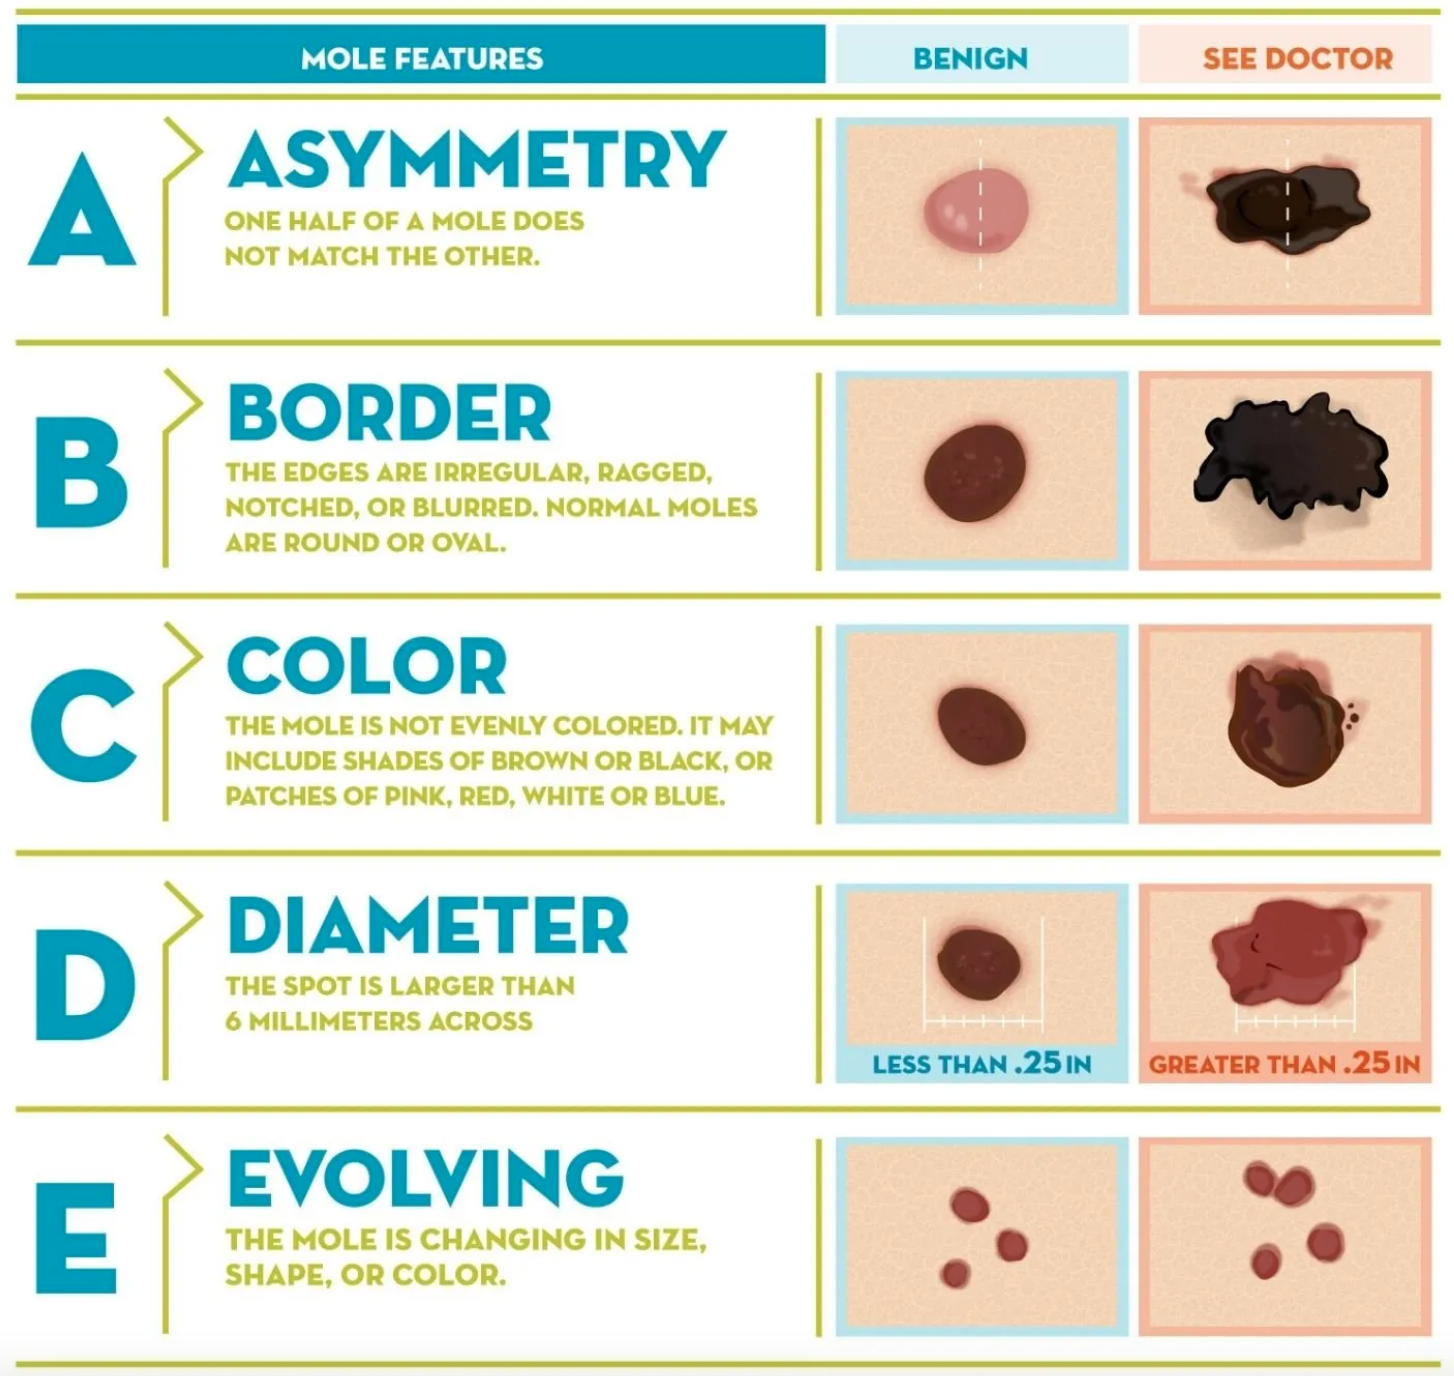 MOLE FEATURES
BENIGN
SEE DOCTOR
A
ASYMMETRY
ONE HALF OF A MOLE DOES
NOT MATCH THE OTHER.
B
BORDER
THE EDGES ARE IRREGULAR, RAGGED,
NOTCHED, OR BLURRED. NORMAL MOLES
ARE ROUND OR OVAL.
C
COLOR
THE MOLE IS NOT EVENLY COLORED. IT MAY
INCLUDE SHADES OF BROWN OR BLACK, OR
PATCHES OF PINK, RED, WHITE OR BLUE.
D
DIAMETER
THE SPOT IS LARGER THAN
6 MILLIMETERS ACROSS
LESS THAN .25 IN
GREATER THAN .25 IN
E
EVOLVING
THE MOLE IS CHANGING IN SIZE,
SHAPE, OR COLOR.